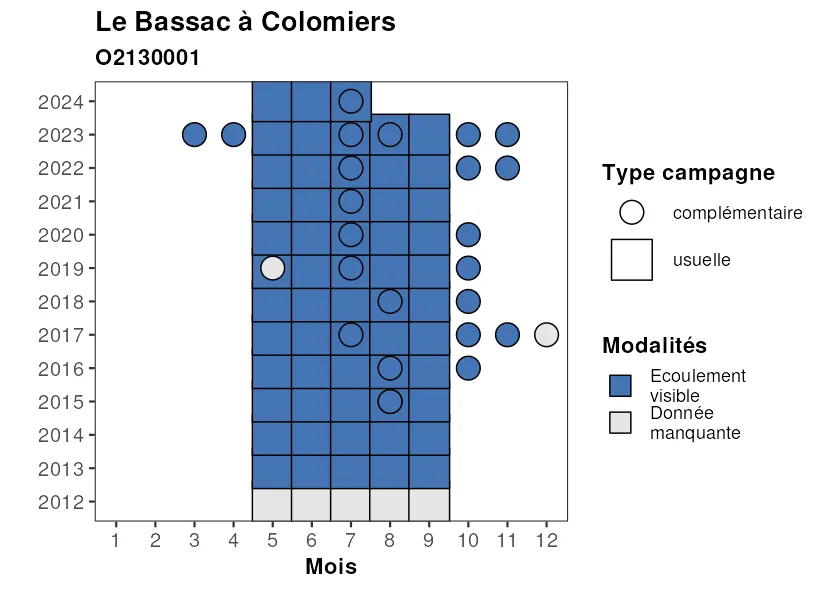 Le Bassac à Colomiers
O2130001
2024
2023
2022
2021
2020
2019
2018
2017
2016
2015
2014
2013
2012
1 2 3 4 5 6 7 8 9 10 11 12
Mois
Type campagne
complémentaire
usuelle
Modalités
Ecoulement
visible
Donnée
manquante